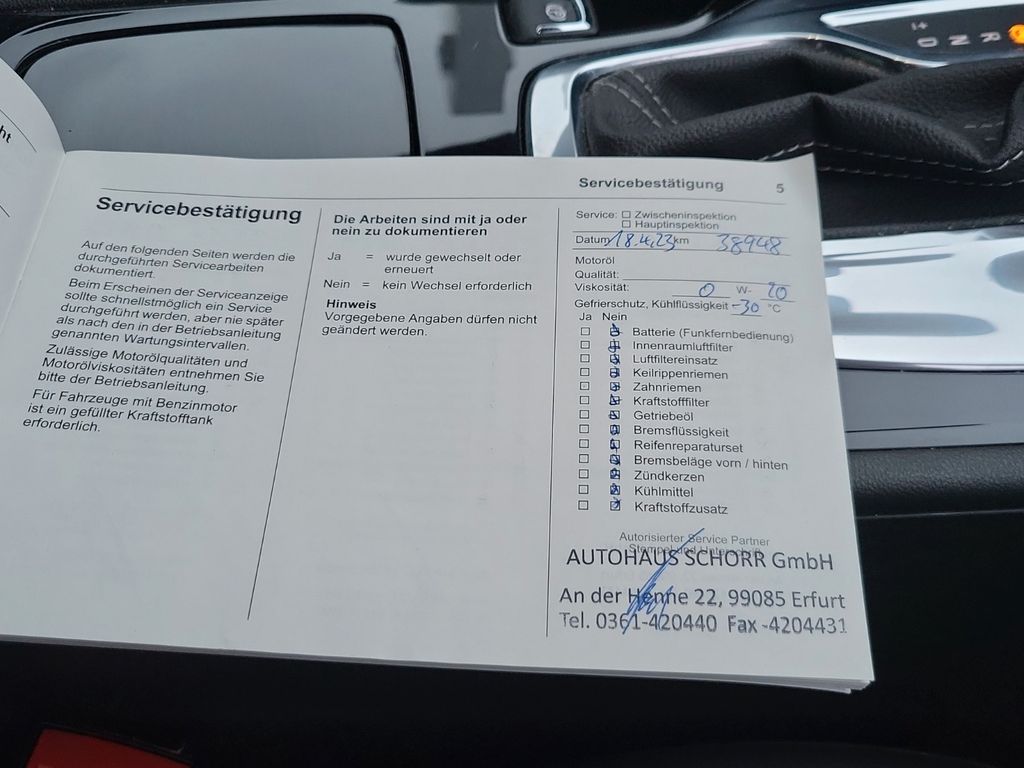 Servicebestätigung 5
Servicebestätigung
Auf den folgenden Seiten werden die
durchgeführten Servicearbeiten
dokumentiert.
Beim Erscheinen der Serviceanzeige
sollte schnellstmöglich ein Service
durchgeführt werden, aber nie später
als nach den in der Betriebsanleitung
genannten Wartungsintervallen.
Zulässige Motorölqualitäten und
Motorölviskositäten entnehmen Sie
bitte der Betriebsanleitung.
Für Fahrzeuge mit Benzinmotor
ist ein gefüllter Kraftstofftank
erforderlich.
Die Arbeiten sind mit ja oder
nein zu dokumentieren
Ja = wurde gewechselt oder
erneuert
Nein = kein Wechsel erforderlich
Hinweis
Vorgegebene Angaben dürfen nicht
geändert werden.
Service: ☐ Zwischeninspektion
☐ Hauptinspektion
Datum 18.4.23 km 38948
Motoröl
Qualität:
Viskosität: 0 W- 20
Gefrierschutz, Kühlflüssigkeit -30 °C
Ja Nein
Batterie (Funkfernbedienung)
Innenraumluftfilter
Luftfiltereinsatz
Keilrippenriemen
Zahnriemen
Kraftstofffilter
Getriebeöl
Bremsflüssigkeit
Reifenreparaturset
Bremsbeläge vorn / hinten
Zündkerzen
Kühlmittel
Kraftstoffzusatz
Autorisierter Service Partner
Stempel und Unterschrift
AUTOHAUS SCHORR GmbH
An der Henne 22, 99085 Erfurt
Tel. 0361-420440 Fax -4204431
ht
R
N
D